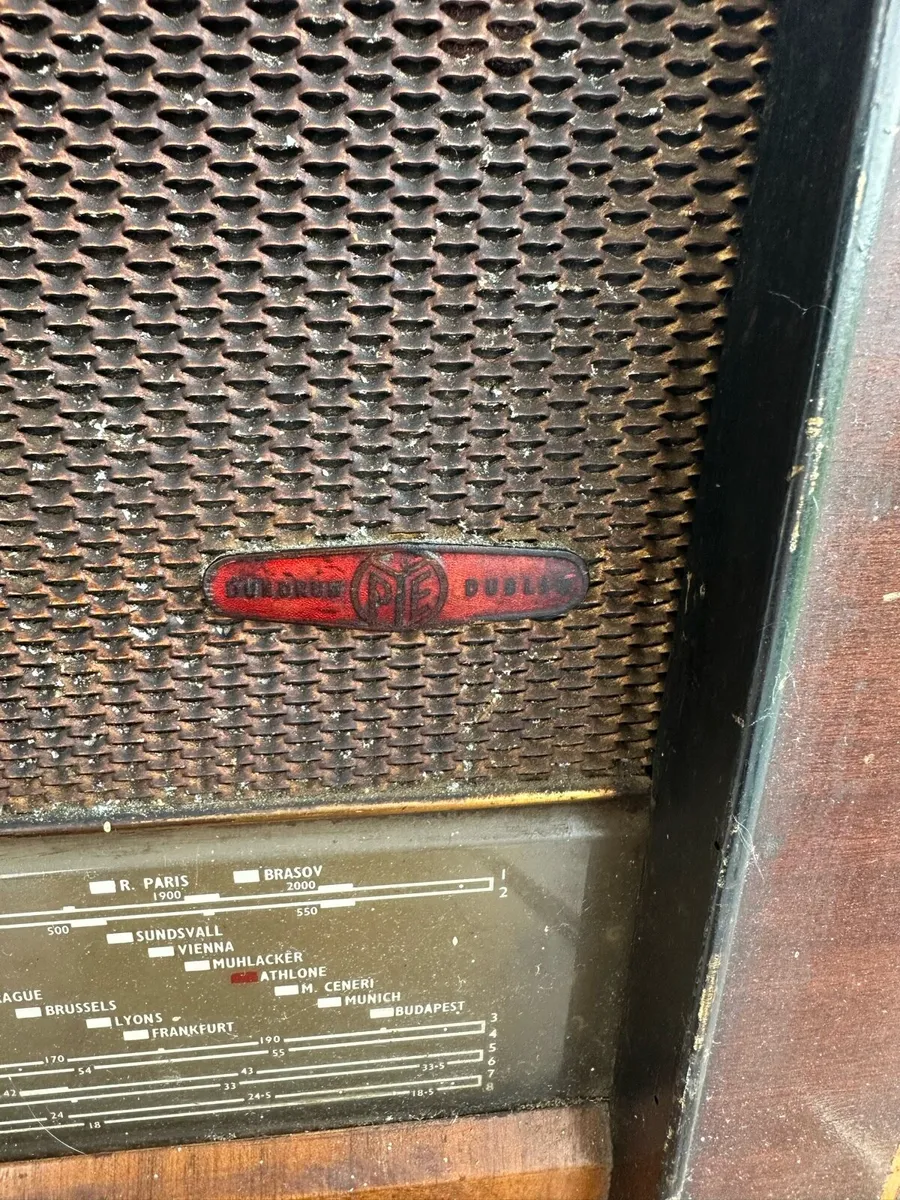 DUNDRUM PYE DUBLIN
R. PARIS BRASOV 1
1900 2000 2
500 550
SUNDSVALL
VIENNA
MUHLACKER
ATHLONE
M. CENERI
AGUE MUNICH
BRUSSELS BUDAPEST
LYONS 3
FRANKFURT 4
170 190 5
54 55 6
43 33·5 7
42 33 8
24·5 18·5
24
18